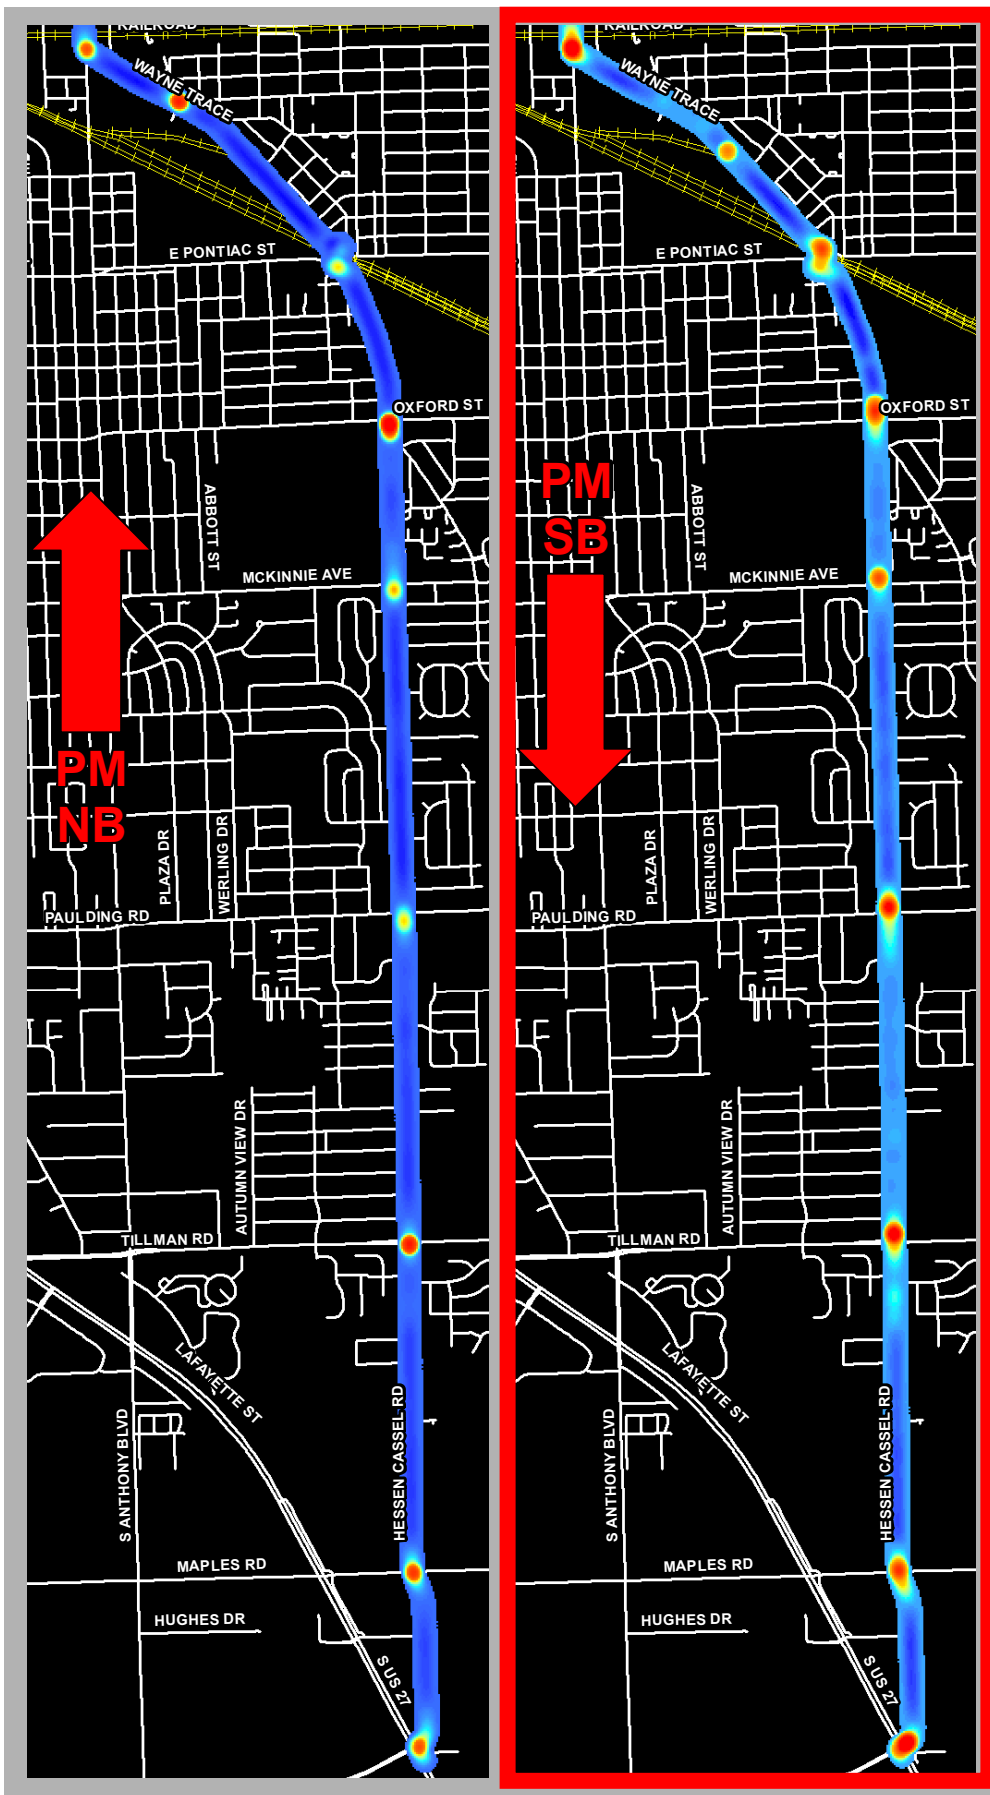 RAILROAD
WAYNE TRACE
E PONTIAC ST
OXFORD ST
ABBOTT ST
MCKINNIE AVE
PM
NB
PLAZA DR
WERLING DR
PAULDING RD
AUTUMN VIEW DR
TILLMAN RD
LAFAYETTE ST
S ANTHONY BLVD
HESSEN CASSEL RD
MAPLES RD
HUGHES DR
S US 27
RAILROAD
WAYNE TRACE
E PONTIAC ST
OXFORD ST
PM
SB
ABBOTT ST
MCKINNIE AVE
PLAZA DR
WERLING DR
PAULDING RD
AUTUMN VIEW DR
TILLMAN RD
LAFAYETTE ST
S ANTHONY BLVD
HESSEN CASSEL RD
MAPLES RD
HUGHES DR
S US 27